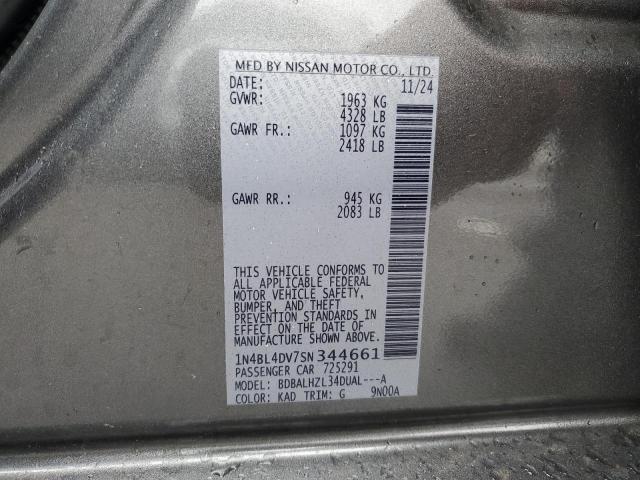 MFD BY NISSAN MOTOR CO., LTD.
DATE: 11/24
GVWR: 1963 KG
4328 LB
GAWR FR.: 1097 KG
2418 LB
GAWR RR.: 945 KG
2083 LB
THIS VEHICLE CONFORMS TO
ALL APPLICABLE FEDERAL
MOTOR VEHICLE SAFETY,
BUMPER, AND THEFT
PREVENTION STANDARDS IN
EFFECT ON THE DATE OF
MANUFACTURE SHOWN ABOVE.
1N4BL4DV7SN344661
PASSENGER CAR 725291
MODEL: BDBALHZL34DUAL---A
COLOR: KAD TRIM: G 9N00A